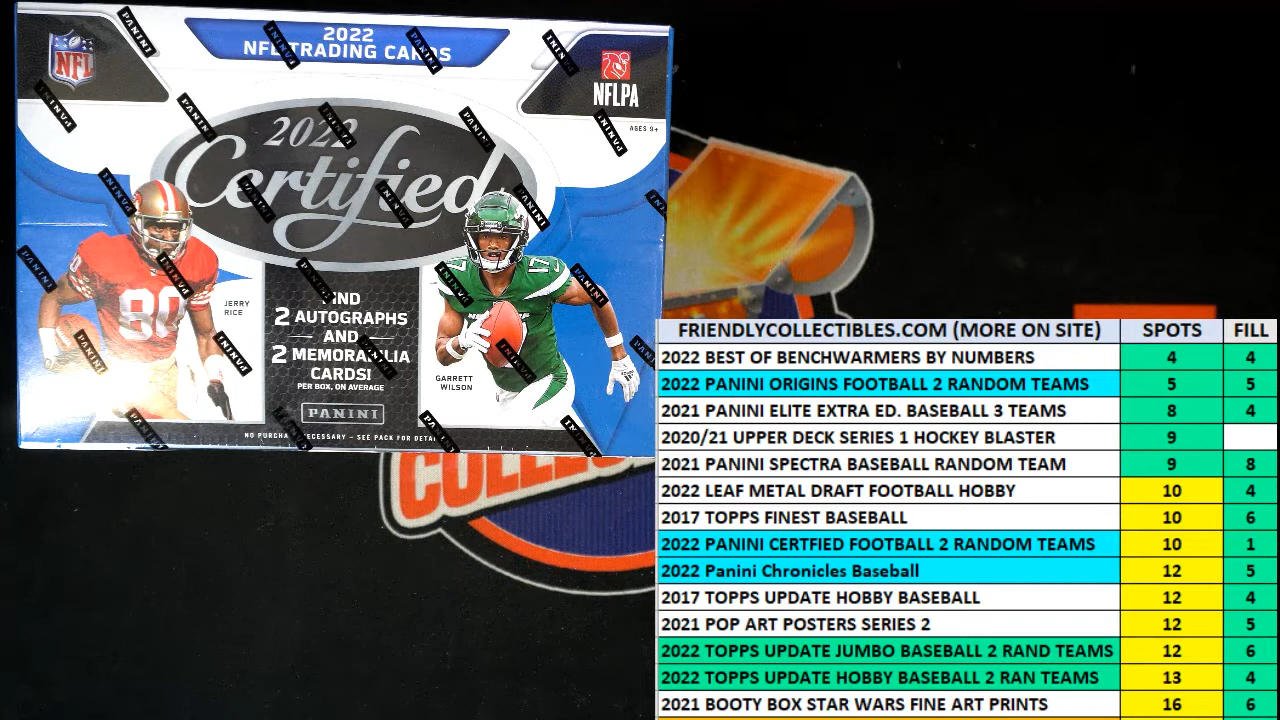 2022
NFL TRADING CARDS
NFL
NFLPA
AGES 9+
2022
Certified
JERRY
RICE
2 AUTOGRAPHS
AND
2 MEMORABILIA
CARDS!
PER BOX, ON AVERAGE
PANINI
GARRETT
WILSON
80
17
PANINI
FRIENDLYCOLLECTIBLES.COM (MORE ON SITE) SPOTS FILL
2022 BEST OF BENCHWARMERS BY NUMBERS 4 4
2022 PANINI ORIGINS FOOTBALL 2 RANDOM TEAMS 5 5
2021 PANINI ELITE EXTRA ED. BASEBALL 3 TEAMS 8 4
2020/21 UPPER DECK SERIES 1 HOCKEY BLASTER 9
2021 PANINI SPECTRA BASEBALL RANDOM TEAM 9 8
2022 LEAF METAL DRAFT FOOTBALL HOBBY 10 4
2017 TOPPS FINEST BASEBALL 10 6
2022 PANINI CERTFIED FOOTBALL 2 RANDOM TEAMS 10 1
2022 Panini Chronicles Baseball 12 5
2017 TOPPS UPDATE HOBBY BASEBALL 12 4
2021 POP ART POSTERS SERIES 2 12 5
2022 TOPPS UPDATE JUMBO BASEBALL 2 RAND TEAMS 12 6
2022 TOPPS UPDATE HOBBY BASEBALL 2 RAN TEAMS 13 4
2021 BOOTY BOX STAR WARS FINE ART PRINTS 16 6